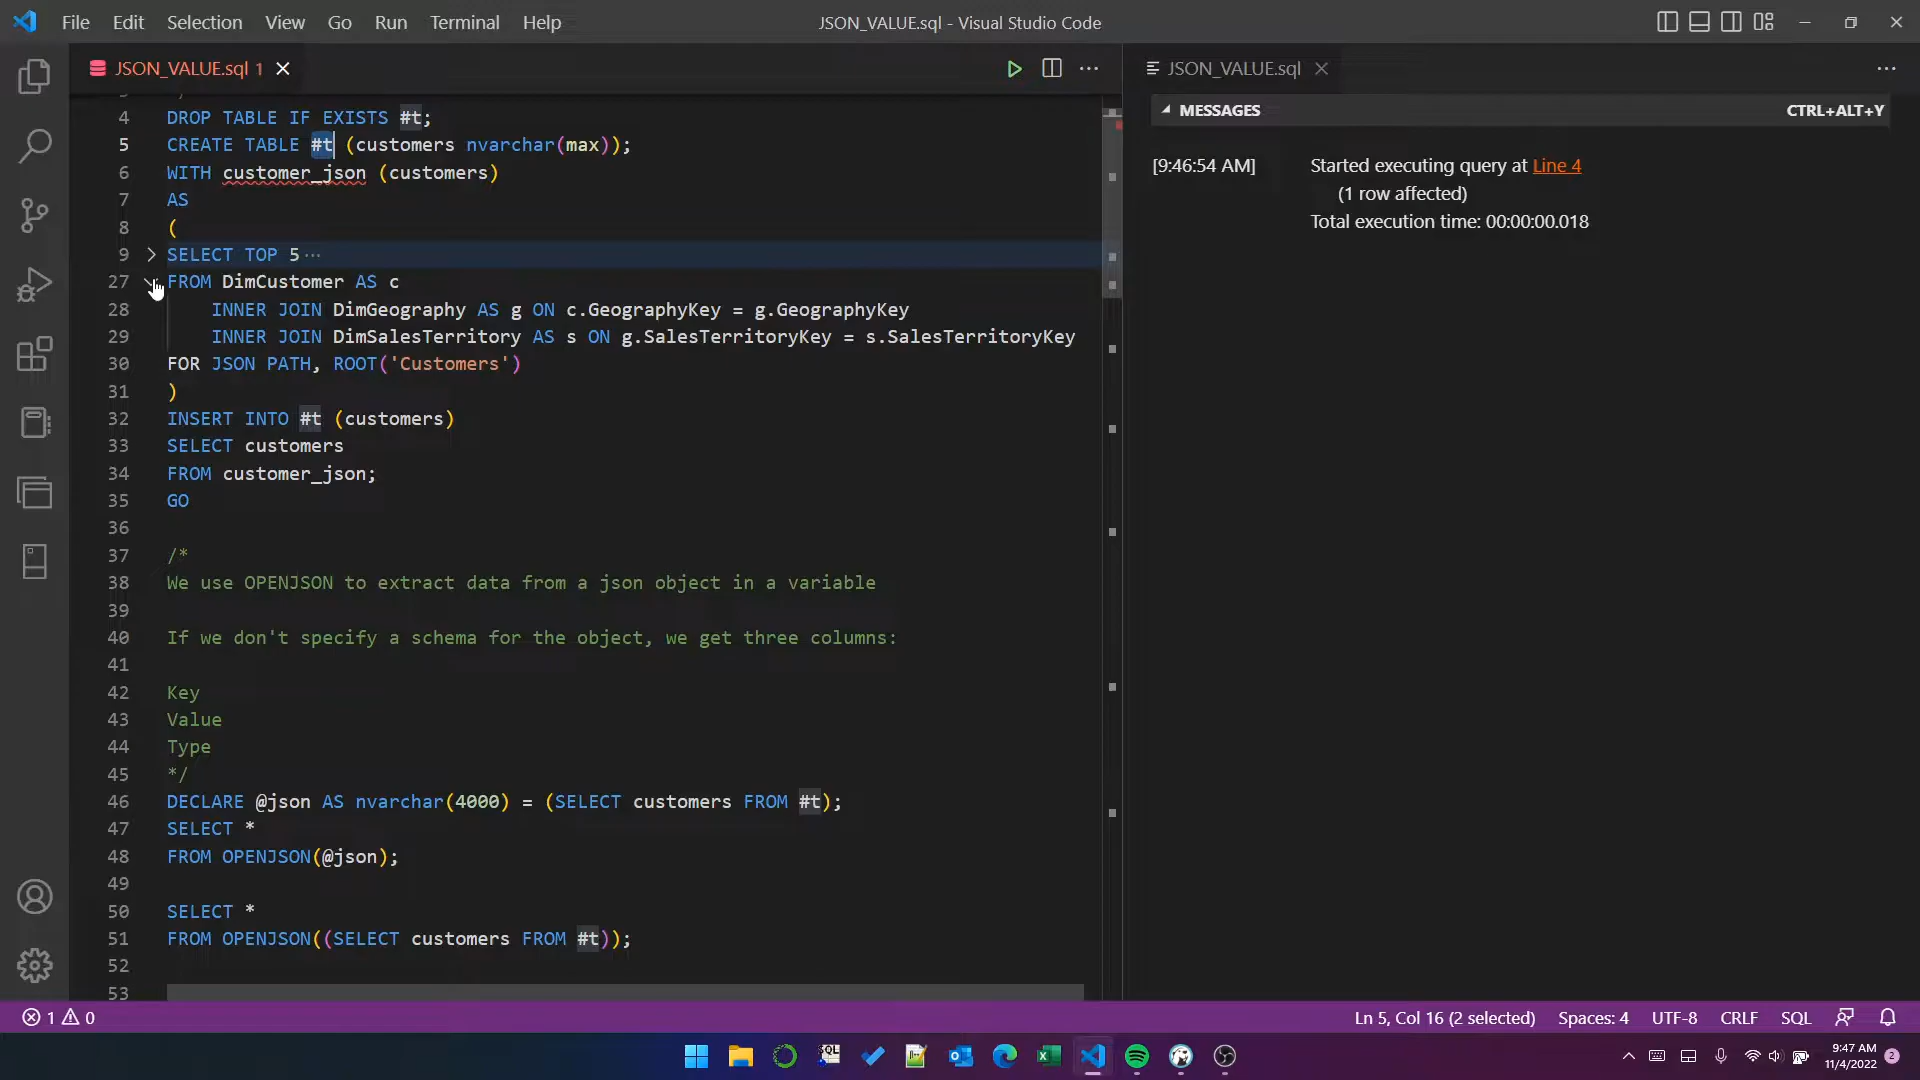 File Edit Selection View Go Run Terminal Help
JSON_VALUE.sql - Visual Studio Code
JSON_VALUE.sql 1
4 DROP TABLE IF EXISTS #t;
5 CREATE TABLE #t (customers nvarchar(max));
6 WITH customer_json (customers)
7 AS
8 (
9 SELECT TOP 5 ···
27 FROM DimCustomer AS c
28 INNER JOIN DimGeography AS g ON c.GeographyKey = g.GeographyKey
29 INNER JOIN DimSalesTerritory AS s ON g.SalesTerritoryKey = s.SalesTerritoryKey
30 FOR JSON PATH, ROOT('Customers')
31 )
32 INSERT INTO #t (customers)
33 SELECT customers
34 FROM customer_json;
35 GO
36
37 /*
38 We use OPENJSON to extract data from a json object in a variable
39
40 If we don't specify a schema for the object, we get three columns:
41
42 Key
43 Value
44 Type
45 */
46 DECLARE @json AS nvarchar(4000) = (SELECT customers FROM #t);
47 SELECT *
48 FROM OPENJSON(@json);
49
50 SELECT *
51 FROM OPENJSON((SELECT customers FROM #t));
52
53
JSON_VALUE.sql
MESSAGES CTRL+ALT+Y
[9:46:54 AM] Started executing query at Line 4
(1 row affected)
Total execution time: 00:00:00.018
1 0
Ln 5, Col 16 (2 selected) Spaces: 4 UTF-8 CRLF SQL
SQL
9:47 AM
11/4/2022
2